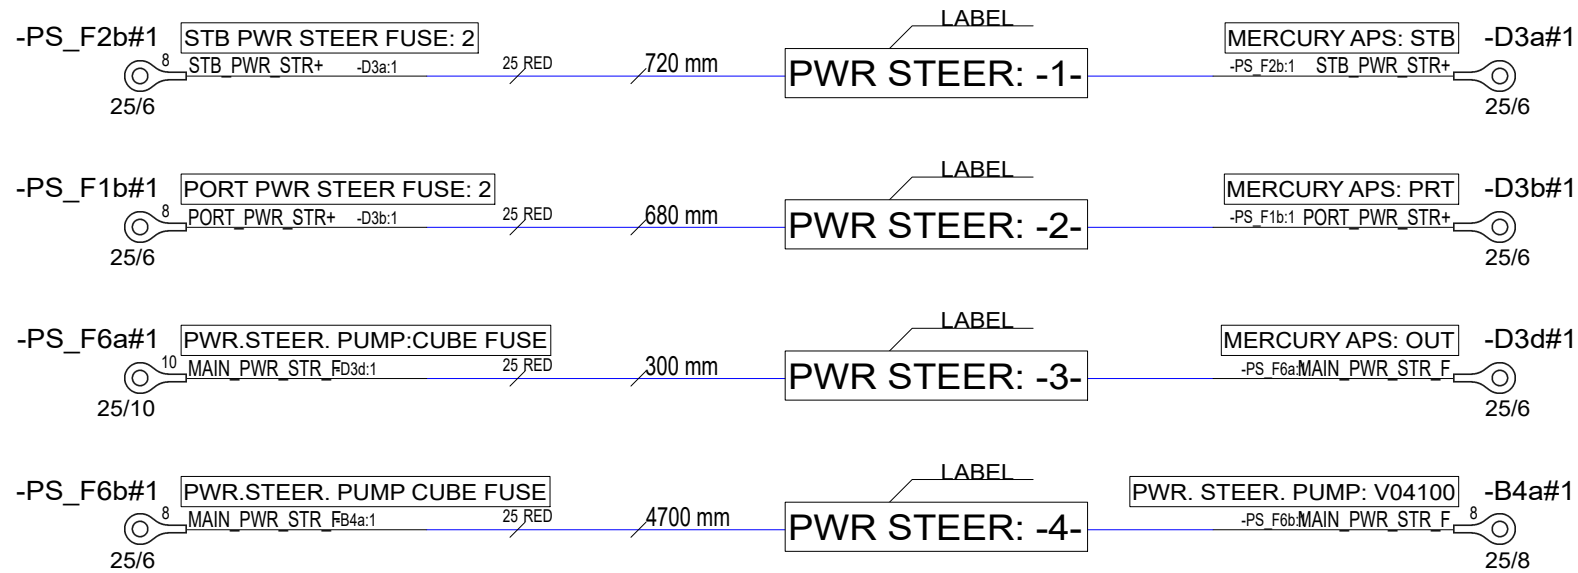 LABEL
-PS_F2b#1 STB PWR STEER FUSE: 2 MERCURY APS: STB -D3a#1
8 STB_PWR_STR+ -D3a:1 25 RED 720 mm PWR STEER: -1- -PS_F2b:1 STB_PWR_STR+
25/6 25/6
LABEL
-PS_F1b#1 PORT PWR STEER FUSE: 2 MERCURY APS: PRT -D3b#1
8 PORT_PWR_STR+ -D3b:1 25 RED 680 mm PWR STEER: -2- -PS_F1b:1 PORT_PWR_STR+
25/6 25/6
LABEL
-PS_F6a#1 PWR.STEER. PUMP:CUBE FUSE MERCURY APS: OUT -D3d#1
10 MAIN_PWR_STR_F -D3d:1 25 RED 300 mm PWR STEER: -3- -PS_F6a:1 MAIN_PWR_STR_F
25/10 25/6
LABEL
-PS_F6b#1 PWR.STEER. PUMP CUBE FUSE PWR. STEER. PUMP: V04100 -B4a#1
8 MAIN_PWR_STR_F -B4a:1 25 RED 4700 mm PWR STEER: -4- -PS_F6b:1 MAIN_PWR_STR_F 8
25/6 25/8